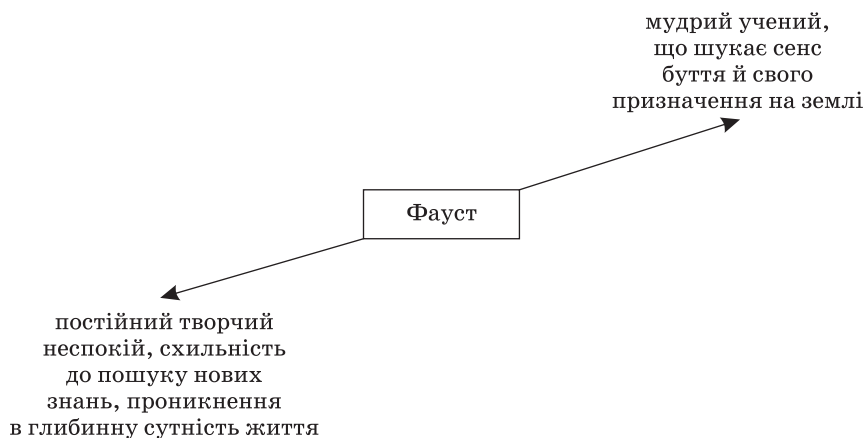 мудрий учений,
що шукає сенс
буття й свого
призначення на землі
Фауст
постійний творчий
неспокій, схильність
до пошуку нових
знань, проникнення
в глибинну сутність життя